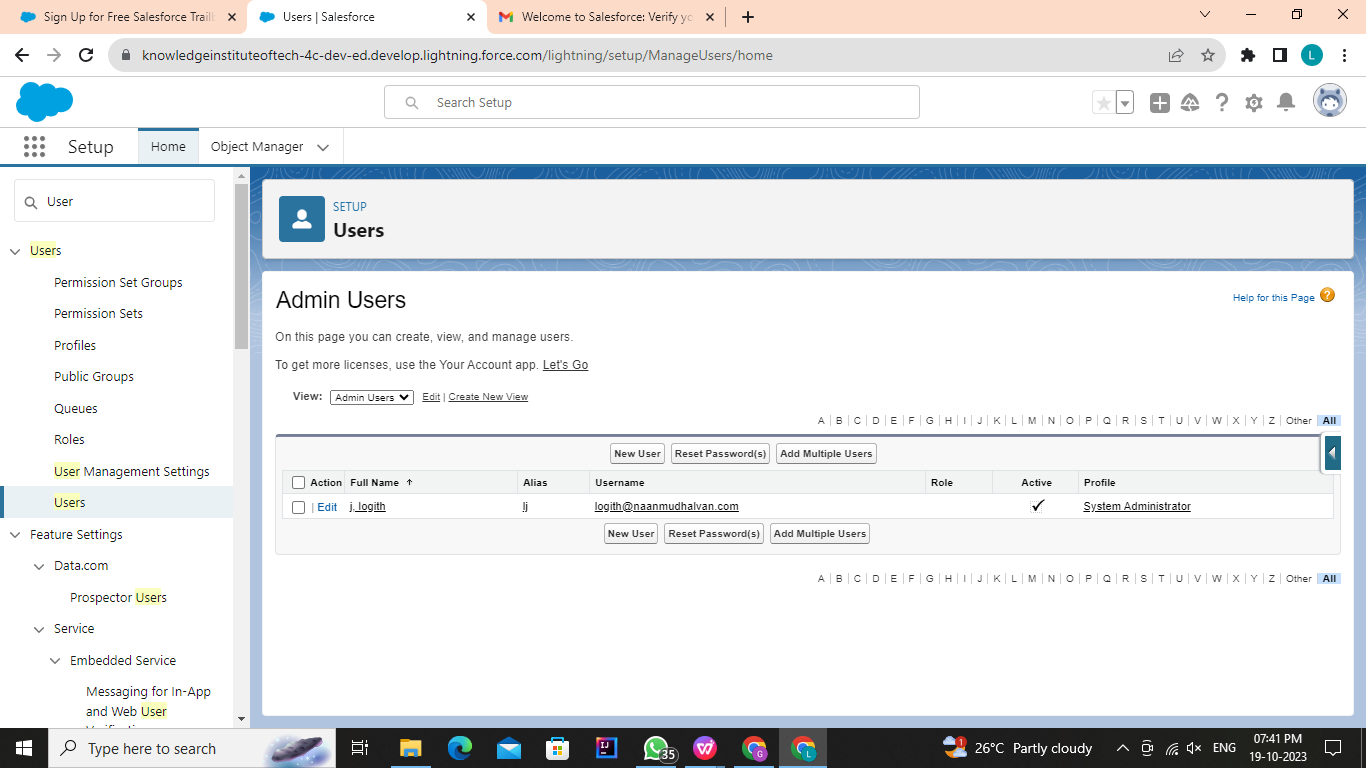 Sign Up for Free Salesforce Trailb
Users | Salesforce
Welcome to Salesforce: Verify yo
knowledgeinstituteoftech-4c-dev-ed.develop.lightning.force.com/lightning/setup/ManageUsers/home
L
Search Setup
Setup
Home
Object Manager
User
Users
Permission Set Groups
Permission Sets
Profiles
Public Groups
Queues
Roles
User Management Settings
Users
Feature Settings
Data.com
Prospector Users
Service
Embedded Service
Messaging for In-App
and Web User
SETUP
Users
Admin Users
Help for this Page ?
On this page you can create, view, and manage users.
To get more licenses, use the Your Account app. Let's Go
View: Admin Users Edit | Create New View
A | B | C | D | E | F | G | H | I | J | K | L | M | N | O | P | Q | R | S | T | U | V | W | X | Y | Z | Other All
New User Reset Password(s) Add Multiple Users
Action Full Name ↑ Alias Username Role Active Profile
| Edit j, logith lj logith@naanmudhalvan.com ✓ System Administrator
New User Reset Password(s) Add Multiple Users
A | B | C | D | E | F | G | H | I | J | K | L | M | N | O | P | Q | R | S | T | U | V | W | X | Y | Z | Other All
Type here to search
35
G
L
1
26°C Partly cloudy
ENG
07:41 PM
19-10-2023